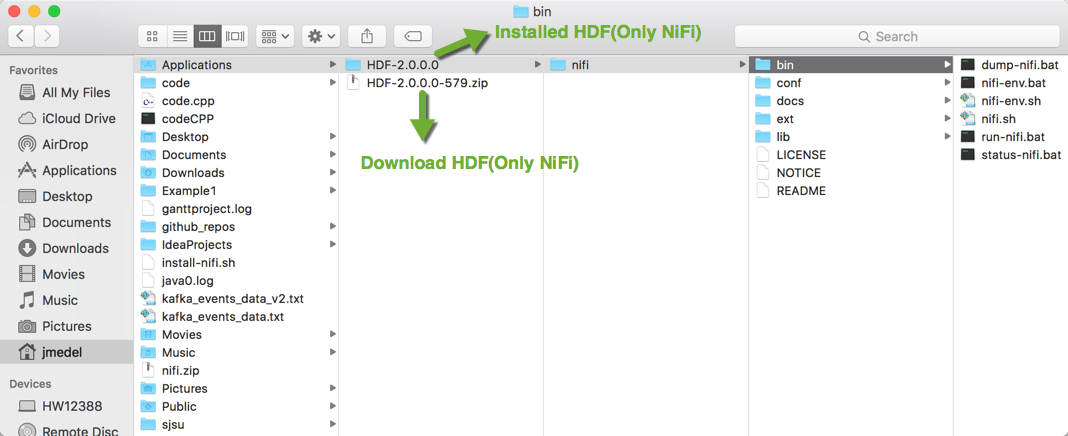 bin
Installed HDF(Only NiFi)
Search
Favorites
All My Files
iCloud Drive
AirDrop
Applications
Desktop
Documents
Downloads
Movies
Music
Pictures
jmedel
Devices
HW12388
Remote Disc
Applications
code
code.cpp
codeCPP
Desktop
Documents
Downloads
Example1
ganttproject.log
github_repos
IdeaProjects
install-nifi.sh
java0.log
kafka_events_data_v2.txt
kafka_events_data.txt
Movies
Music
nifi.zip
Pictures
Public
sjsu
HDF-2.0.0.0
HDF-2.0.0.0-579.zip
Download HDF(Only NiFi)
nifi
bin
conf
docs
ext
lib
LICENSE
NOTICE
README
dump-nifi.bat
nifi-env.bat
nifi-env.sh
nifi.sh
run-nifi.bat
status-nifi.bat